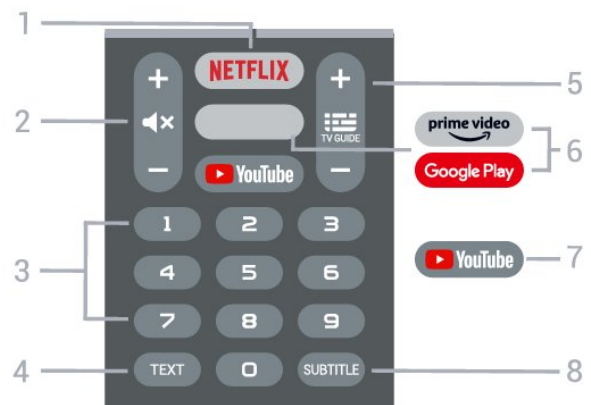 1
NETFLIX
+ +
5
2
TV GUIDE
prime video
6
- YouTube -
Google Play
1 2 3
3
YouTube
7
4 5 6
7 8 9
4
TEXT 0 SUBTITLE
8